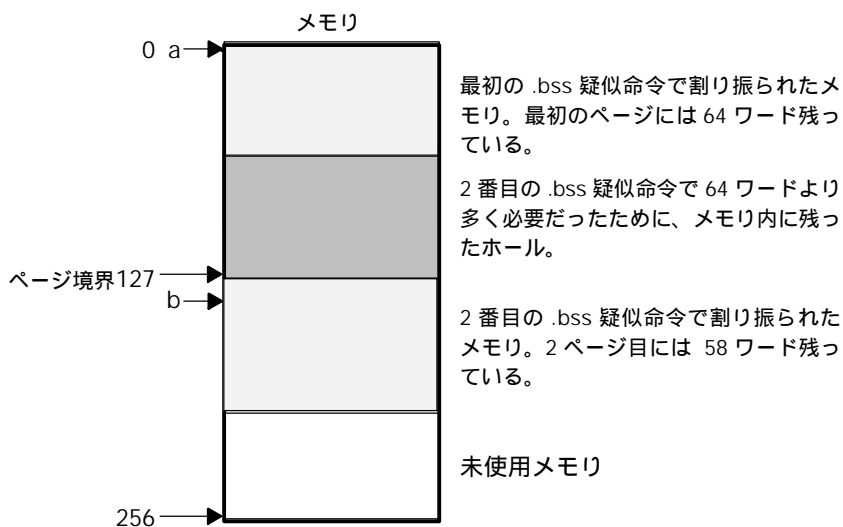 メモリ
0 a
最初の .bss 疑似命令で割り振られたメ
モリ。最初のページには 64 ワード残っ
ている。
2 番目の .bss 疑似命令で 64 ワードより
多く必要だったために、メモリ内に残っ
たホール。
ページ境界127
b
2 番目の .bss 疑似命令で割り振られた
メモリ。2 ページ目には 58 ワード残っ
ている。
未使用メモリ
256